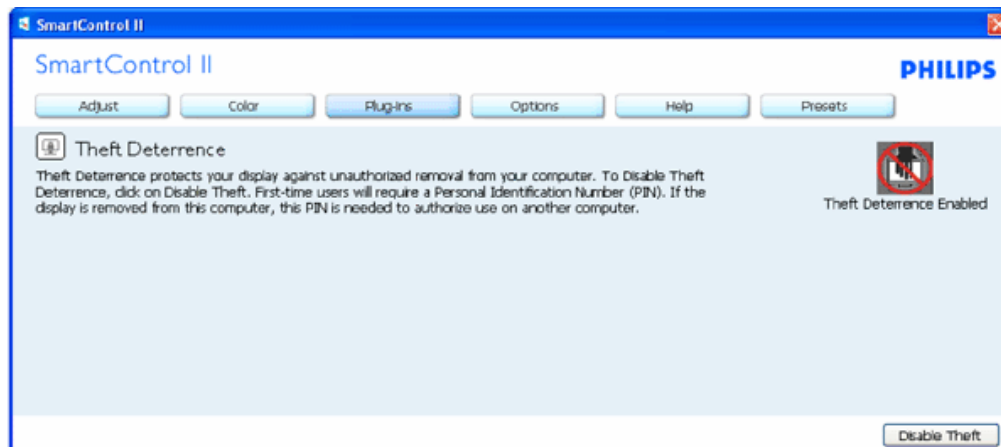 SmartControl II
SmartControl II
PHILIPS
Adjust
Color
Plug-Ins
Options
Help
Presets
Theft Deterrence
Theft Deterrence protects your display against unauthorized removal from your computer. To Disable Theft
Deterrence, click on Disable Theft. First-time users will require a Personal Identification Number (PIN). If the
display is removed from this computer, this PIN is needed to authorize use on another computer.
Theft Deterrence Enabled
Disable Theft